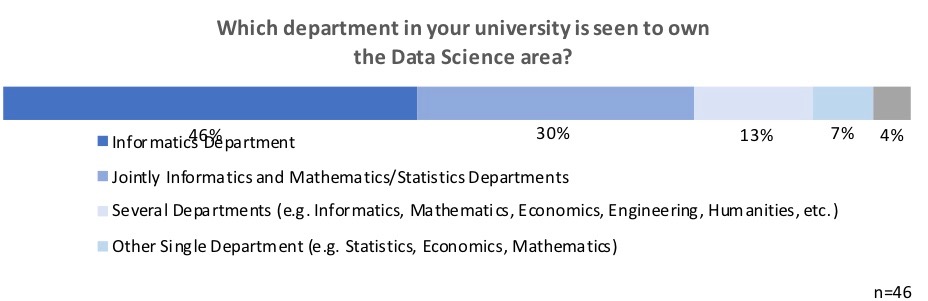 Which department in your university is seen to own
the Data Science area?
46%
30%
13%
7%
4%
Informatics Department
Jointly Informatics and Mathematics/Statistics Departments
Several Departments (e.g. Informatics, Mathematics, Economics, Engineering, Humanities, etc.)
Other Single Department (e.g. Statistics, Economics, Mathematics)
n=46